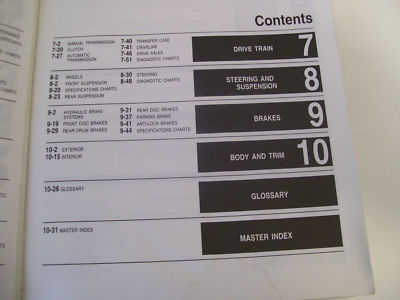 Contents
7-2 MANUAL TRANSMISSION
7-20 CLUTCH
7-27 AUTOMATIC TRANSMISSION
7-40 TRANSFER CASE
7-41 DRIVELINE
7-46 DRIVE AXLES
7-51 DIAGNOSTIC CHARTS
DRIVE TRAIN 7
8-2 WHEELS
8-2 FRONT SUSPENSION
8-20 SPECIFICATIONS CHARTS
8-23 REAR SUSPENSION
8-30 STEERING
8-48 DIAGNOSTIC CHARTS
STEERING AND SUSPENSION 8
9-2 HYDRAULIC BRAKE SYSTEMS
9-19 FRONT DISC BRAKES
9-29 REAR DRUM BRAKES
9-31 REAR DISC BRAKES
9-37 PARKING BRAKE
9-41 ANTI-LOCK BRAKES
9-44 SPECIFICATIONS CHARTS
BRAKES 9
10-2 EXTERIOR
10-15 INTERIOR
BODY AND TRIM 10
10-26 GLOSSARY
GLOSSARY
10-31 MASTER INDEX
MASTER INDEX